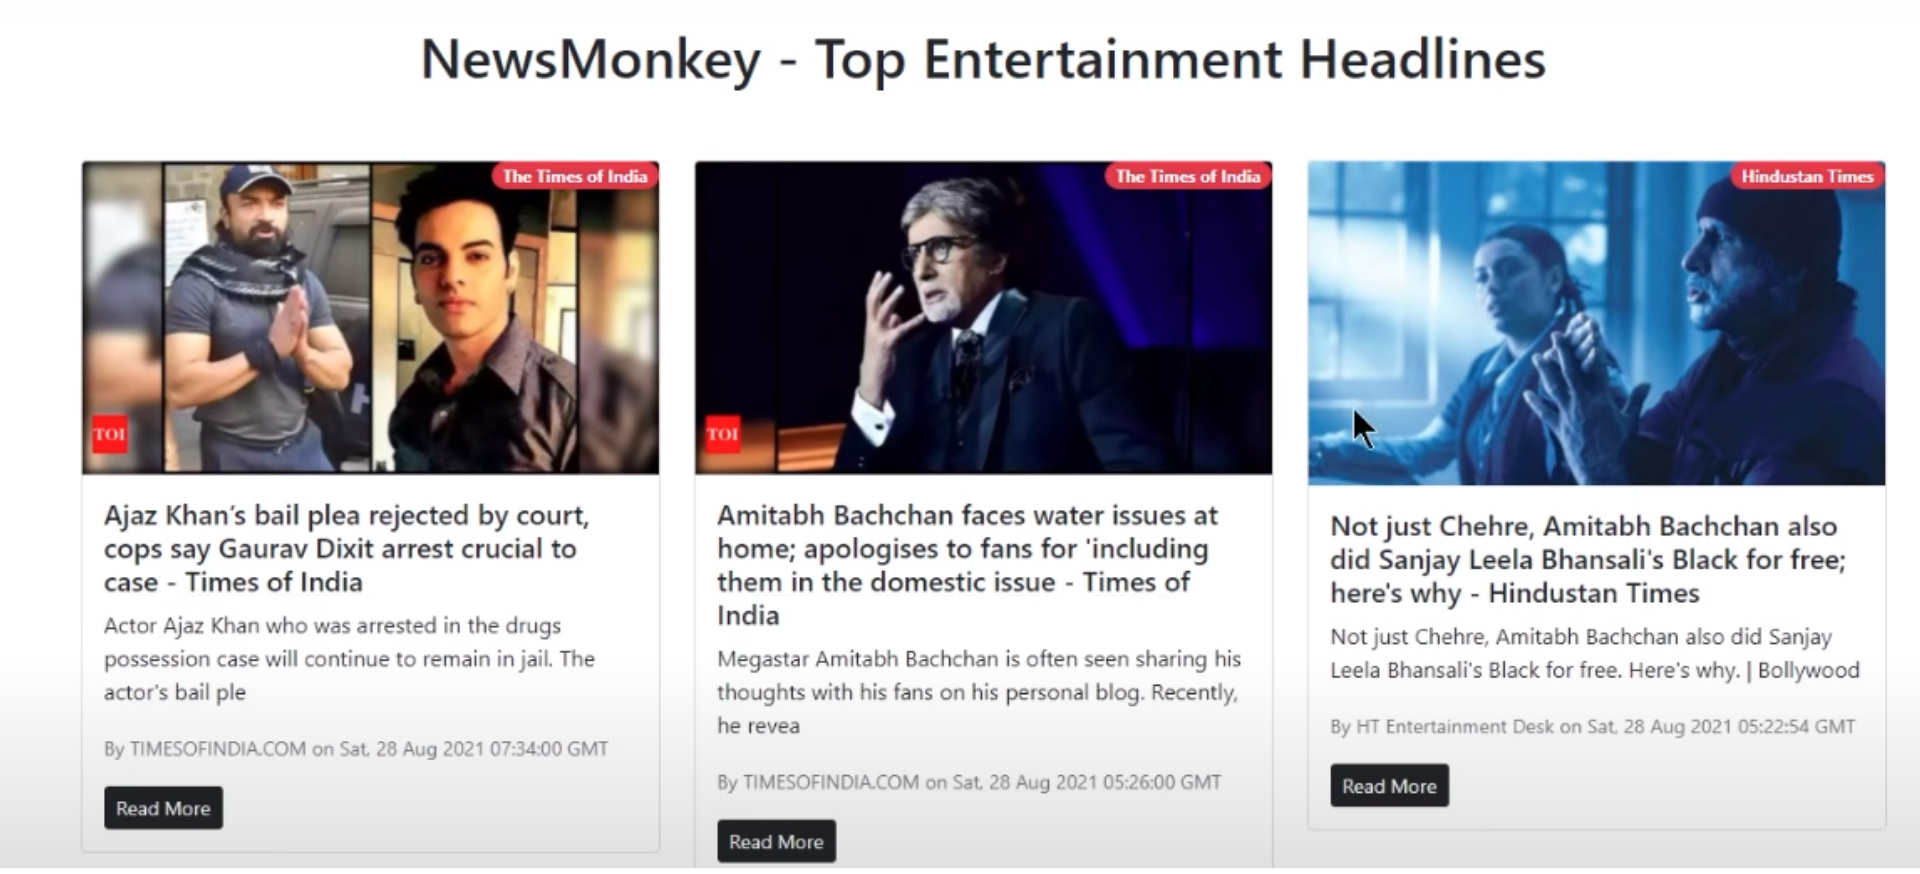 NewsMonkey - Top Entertainment Headlines
The Times of India
TOI
Ajaz Khan’s bail plea rejected by court,
cops say Gaurav Dixit arrest crucial to
case - Times of India
Actor Ajaz Khan who was arrested in the drugs
possession case will continue to remain in jail. The
actor's bail ple
By TIMESOFINDIA.COM on Sat, 28 Aug 2021 07:34:00 GMT
Read More
The Times of India
TOI
Amitabh Bachchan faces water issues at
home; apologises to fans for 'including
them in the domestic issue - Times of
India
Megastar Amitabh Bachchan is often seen sharing his
thoughts with his fans on his personal blog. Recently,
he revea
By TIMESOFINDIA.COM on Sat, 28 Aug 2021 05:26:00 GMT
Read More
Hindustan Times
Not just Chehre, Amitabh Bachchan also
did Sanjay Leela Bhansali's Black for free;
here's why - Hindustan Times
Not just Chehre, Amitabh Bachchan also did Sanjay
Leela Bhansali's Black for free. Here's why. | Bollywood
By HT Entertainment Desk on Sat, 28 Aug 2021 05:22:54 GMT
Read More